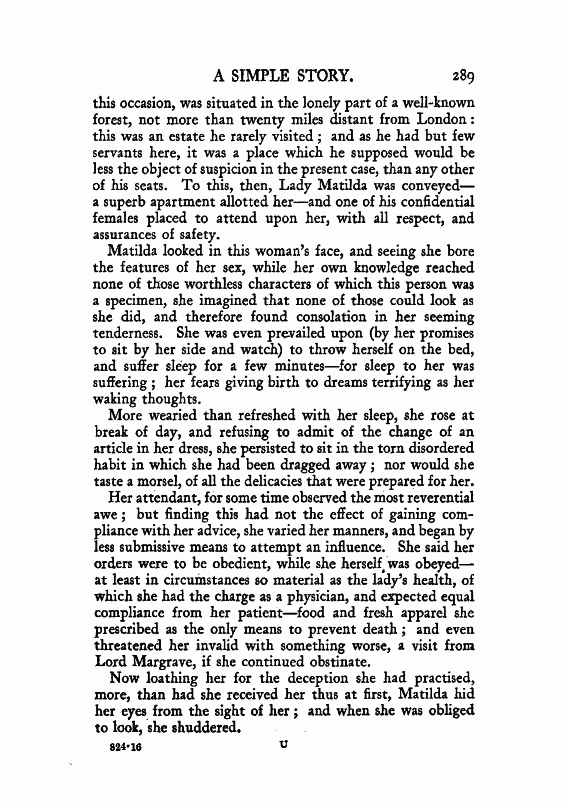 A SIMPLE STORY. 289
this occasion, was situated in the lonely part of a well-known
forest, not more than twenty miles distant from London:
this was an estate he rarely visited; and as he had but few
servants here, it was a place which he supposed would be
less the object of suspicion in the present case, than any other
of his seats. To this, then, Lady Matilda was conveyed—
a superb apartment allotted her—and one of his confidential
females placed to attend upon her, with all respect, and
assurances of safety.
Matilda looked in this woman's face, and seeing she bore
the features of her sex, while her own knowledge reached
none of those worthless characters of which this person was
a specimen, she imagined that none of those could look as
she did, and therefore found consolation in her seeming
tenderness. She was even prevailed upon (by her promises
to sit by her side and watch) to throw herself on the bed,
and suffer sleep for a few minutes—for sleep to her was
suffering; her fears giving birth to dreams terrifying as her
waking thoughts.
More wearied than refreshed with her sleep, she rose at
break of day, and refusing to admit of the change of an
article in her dress, she persisted to sit in the torn disordered
habit in which she had been dragged away; nor would she
taste a morsel, of all the delicacies that were prepared for her.
Her attendant, for some time observed the most reverential
awe; but finding this had not the effect of gaining com-
pliance with her advice, she varied her manners, and began by
less submissive means to attempt an influence. She said her
orders were to be obedient, while she herself was obeyed—
at least in circumstances so material as the lady's health, of
which she had the charge as a physician, and expected equal
compliance from her patient—food and fresh apparel she
prescribed as the only means to prevent death; and even
threatened her invalid with something worse, a visit from
Lord Margrave, if she continued obstinate.
Now loathing her for the deception she had practised,
more, than had she received her thus at first, Matilda hid
her eyes from the sight of her; and when she was obliged
to look, she shuddered.
824·16 U